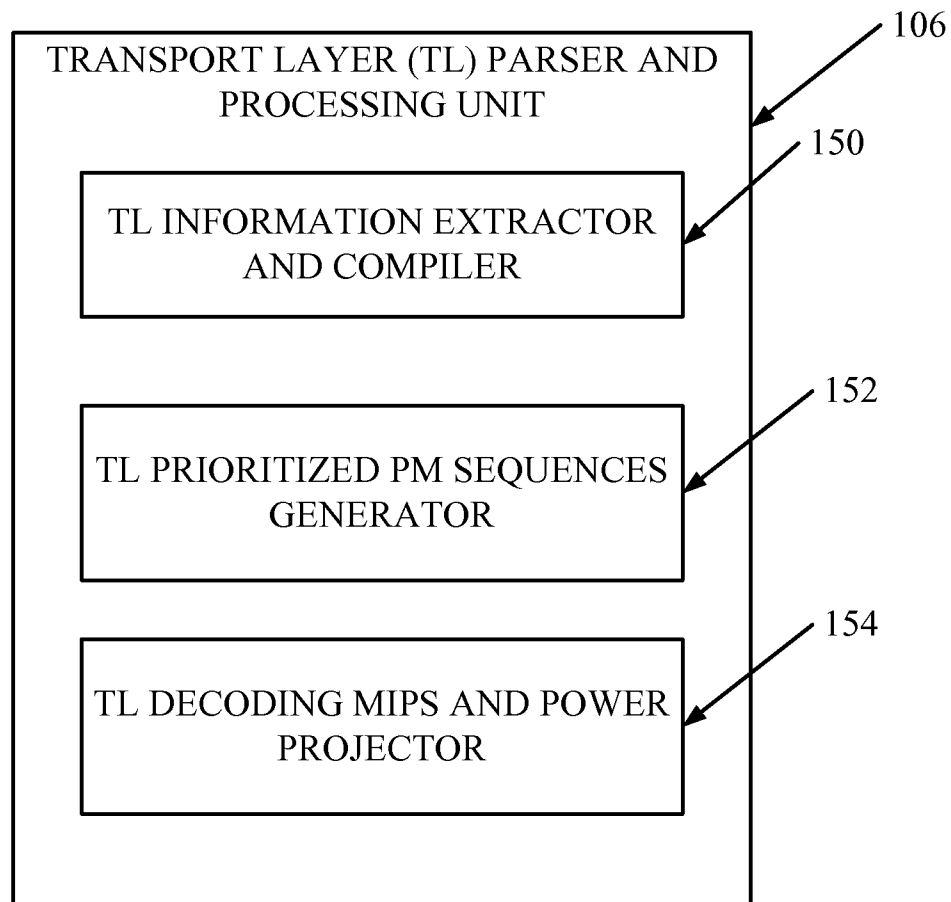 106
TRANSPORT LAYER (TL) PARSER AND
PROCESSING UNIT
150
TL INFORMATION EXTRACTOR
AND COMPILER
152
TL PRIORITIZED PM SEQUENCES
GENERATOR
154
TL DECODING MIPS AND POWER
PROJECTOR